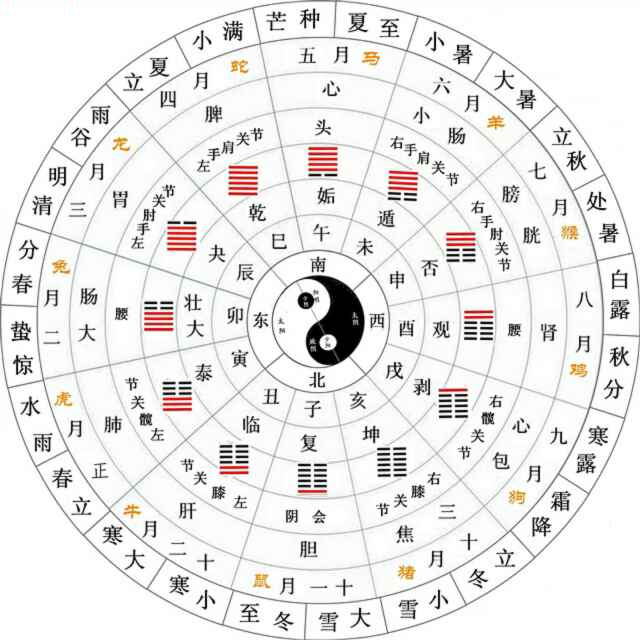 芒种
夏至
小暑
大暑
立秋
处暑
白露
秋分
寒露
霜降
立冬
小雪
大雪
冬至
小寒
大寒
立春
雨水
惊蛰
春分
清明
谷雨
立夏
小满
五月 马
六月 羊
七月 猴
八月 鸡
九月 狗
十月 猪
十一月 鼠
十二月 牛
正月 虎
二月 兔
三月 龙
四月 蛇
心
小肠
膀胱
肾
心包
三焦
胆
肝
肺
大肠
胃
脾
头
右手肩关节
右手肘关节
腰
右髋关节
右膝关节
会阴
左膝关节
左髋关节
腰
左手肘关节
左手肩关节
姤
遁
否
观
剥
坤
复
临
泰
大壮
夬
乾
午
未
申
酉
戌
亥
子
丑
寅
卯
辰
巳
南
西
北
东
太阳
太阴